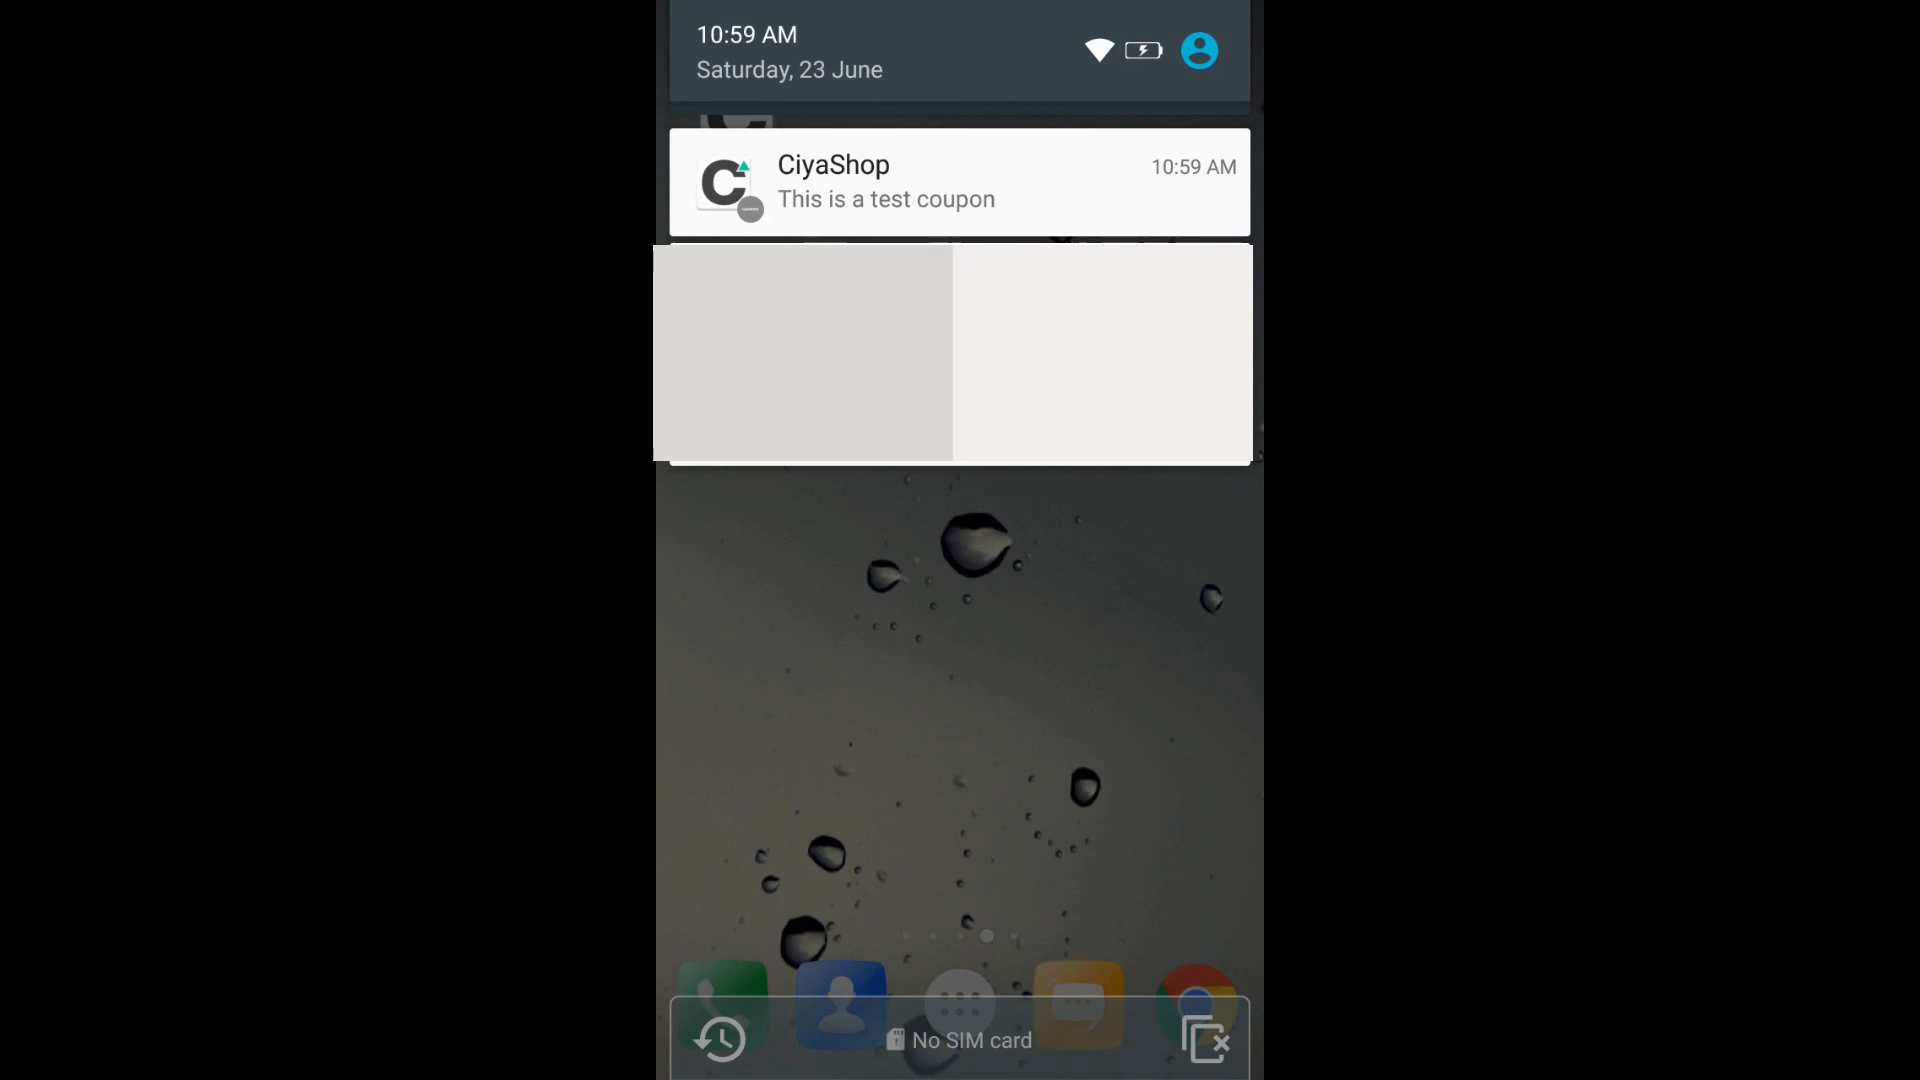 10:59 AM
Saturday, 23 June
CiyaShop
10:59 AM
This is a test coupon
No SIM card